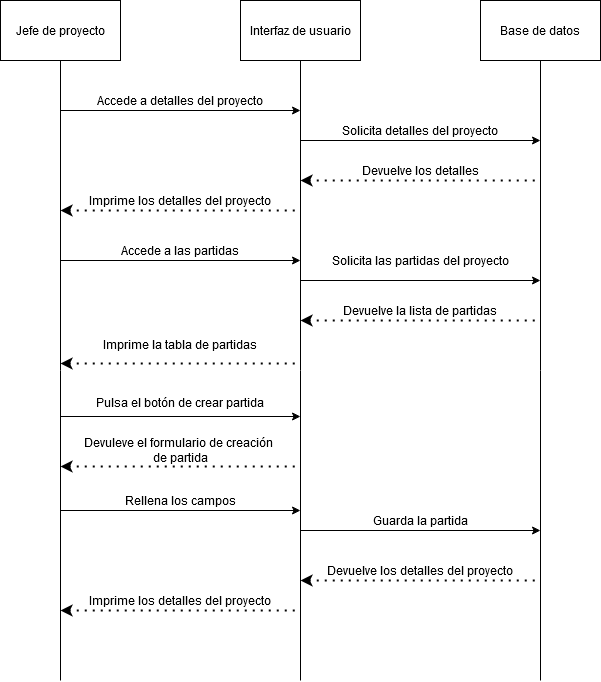 Jefe de proyecto
Interfaz de usuario
Base de datos
Accede a detalles del proyecto
Solicita detalles del proyecto
Devuelve los detalles
Imprime los detalles del proyecto
Accede a las partidas
Solicita las partidas del proyecto
Devuelve la lista de partidas
Imprime la tabla de partidas
Pulsa el botón de crear partida
Devuleve el formulario de creación
de partida
Rellena los campos
Guarda la partida
Devuelve los detalles del proyecto
Imprime los detalles del proyecto